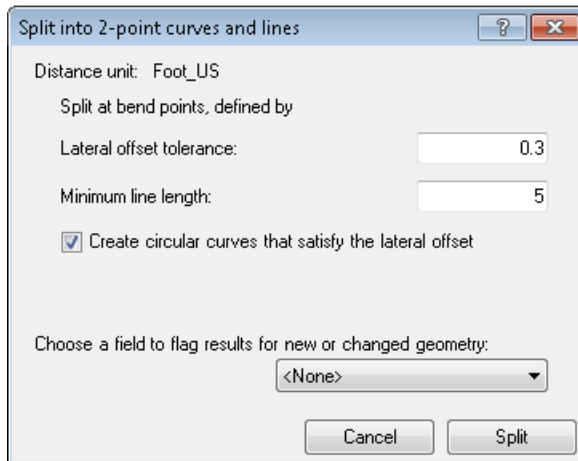 Split into 2-point curves and lines
Distance unit: Foot_US
Split at bend points, defined by
Lateral offset tolerance: 0.3
Minimum line length: 5
Create circular curves that satisfy the lateral offset
Choose a field to flag results for new or changed geometry:
<None>
Cancel Split